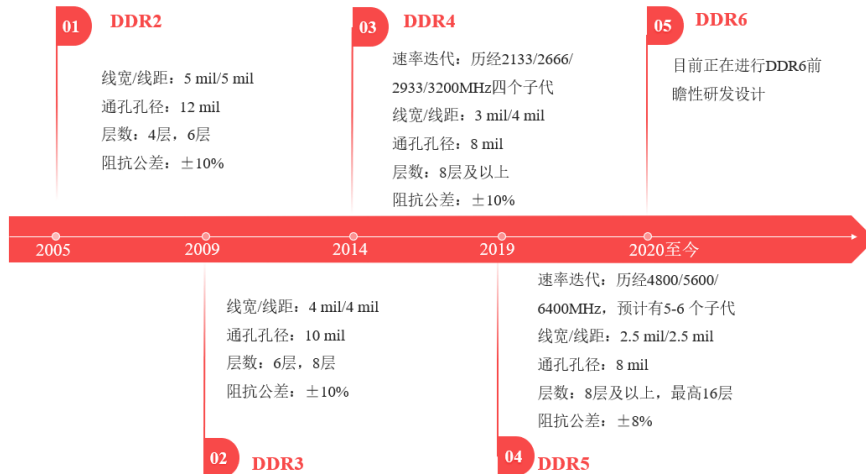 01 DDR2
线宽/线距：5 mil/5 mil
通孔孔径：12 mil
层数：4层，6层
阻抗公差：±10%
03 DDR4
速率迭代：历经2133/2666/
2933/3200MHz四个子代
线宽/线距：3 mil/4 mil
通孔孔径：8 mil
层数：8层及以上
阻抗公差：±10%
05 DDR6
目前正在进行DDR6前
瞻性研发设计
2005 2009 2014 2019 2020至今
线宽/线距：4 mil/4 mil
通孔孔径：10 mil
层数：6层，8层
阻抗公差：±10%
02 DDR3
速率迭代：历经4800/5600/
6400MHz，预计有5-6 个子代
线宽/线距：2.5 mil/2.5 mil
通孔孔径：8 mil
层数：8层及以上，最高16层
阻抗公差：±8%
04 DDR5